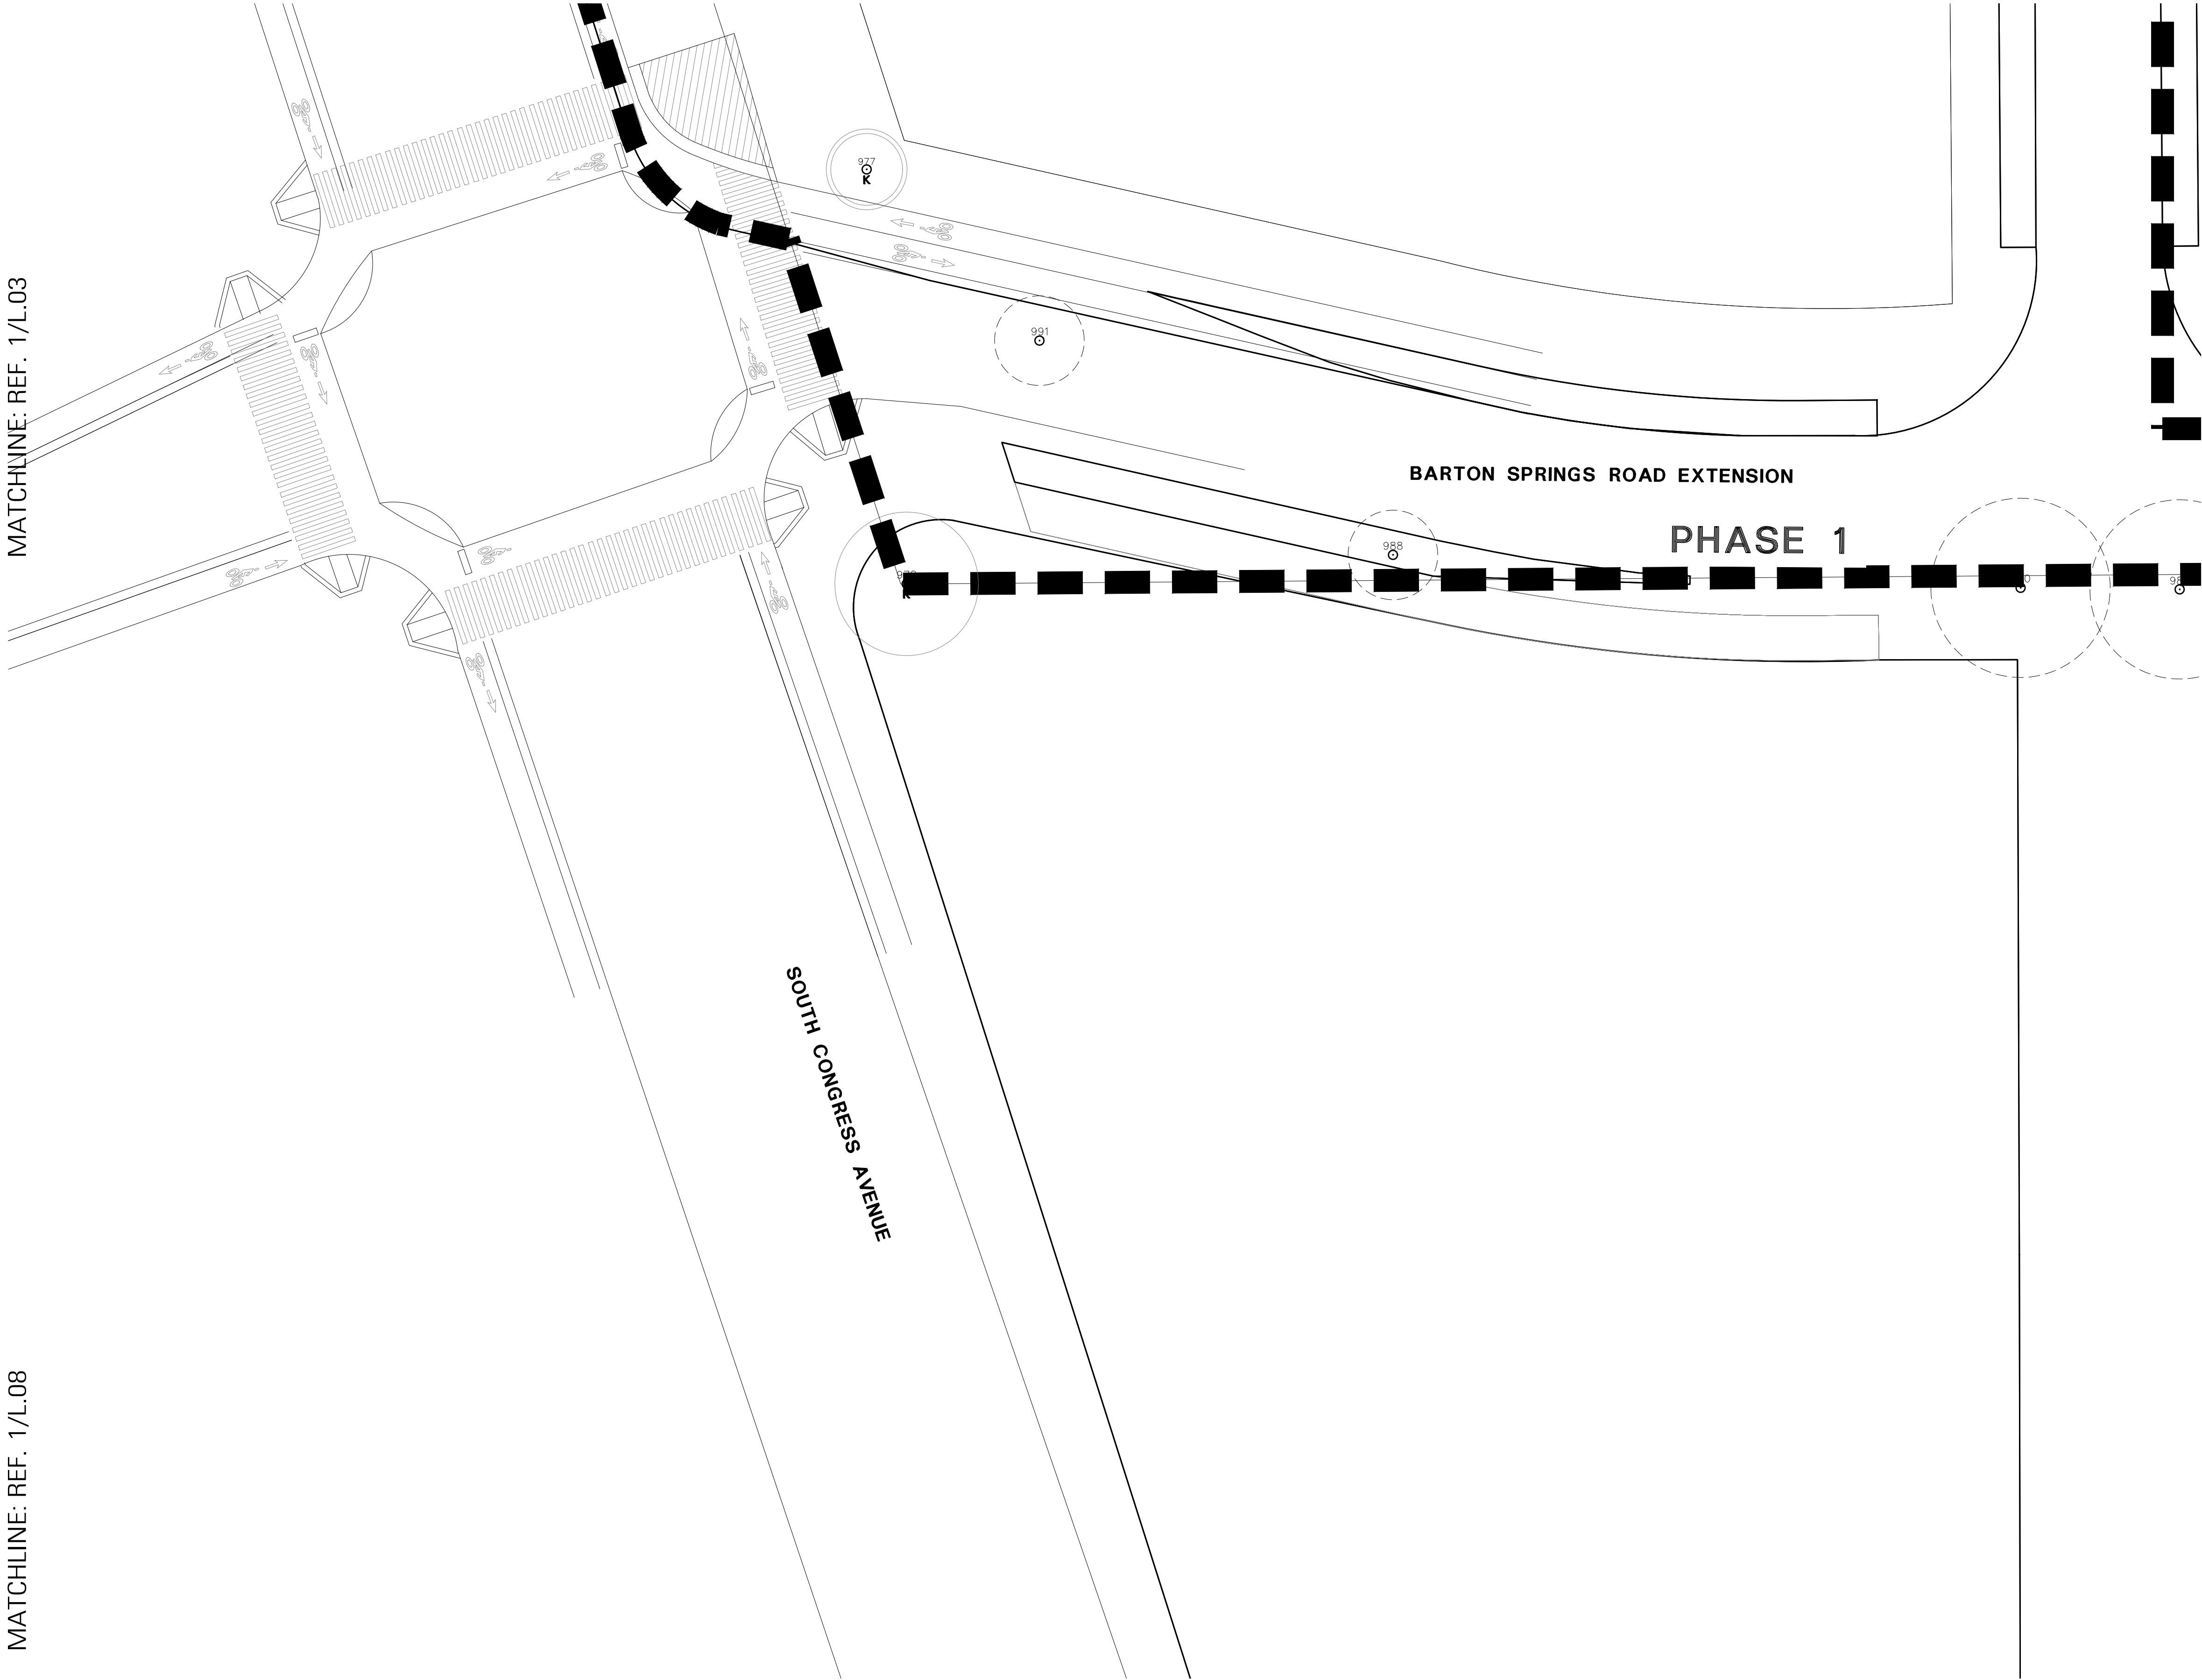 MATCHLINE: REF. 1/L.03
MATCHLINE: REF. 1/L.08
977
K
991
BARTON SPRINGS ROAD EXTENSION
PHASE 1
988
K
SOUTH CONGRESS AVENUE